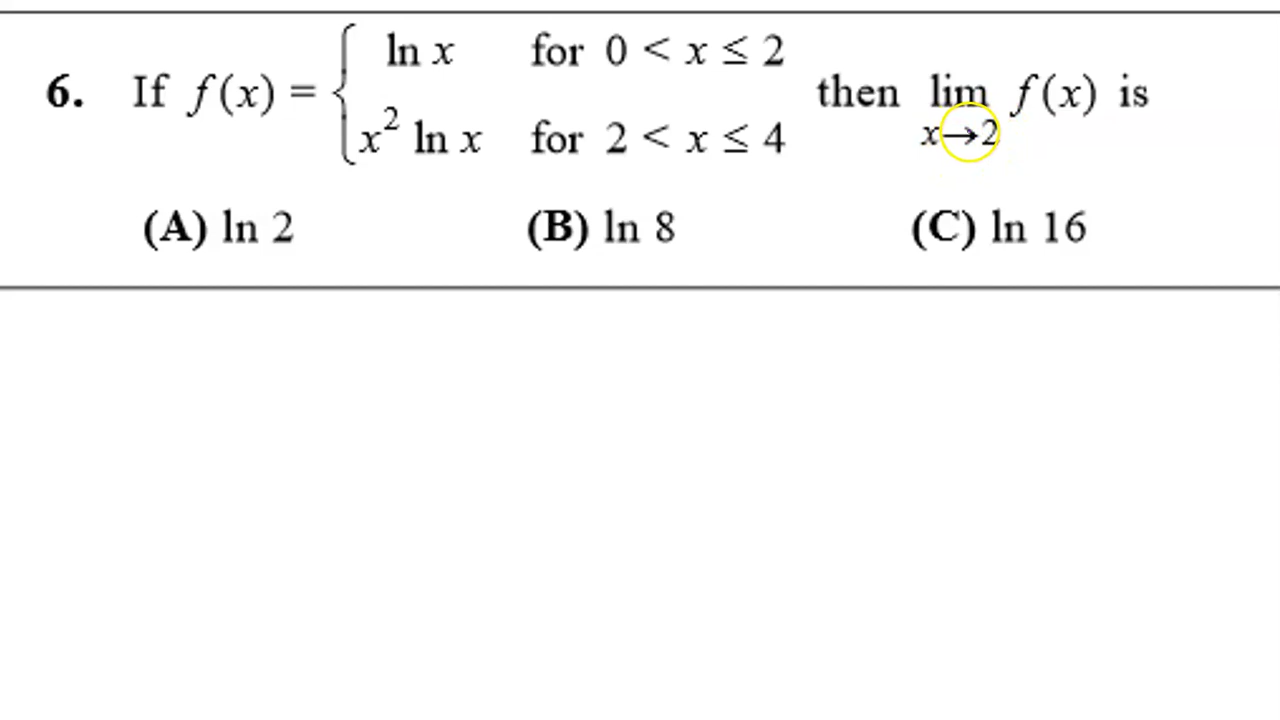 6. If f(x) = { ln x for 0 < x ≤ 2
x² ln x for 2 < x ≤ 4 then lim x→2 f(x) is
(A) ln 2 (B) ln 8 (C) ln 16